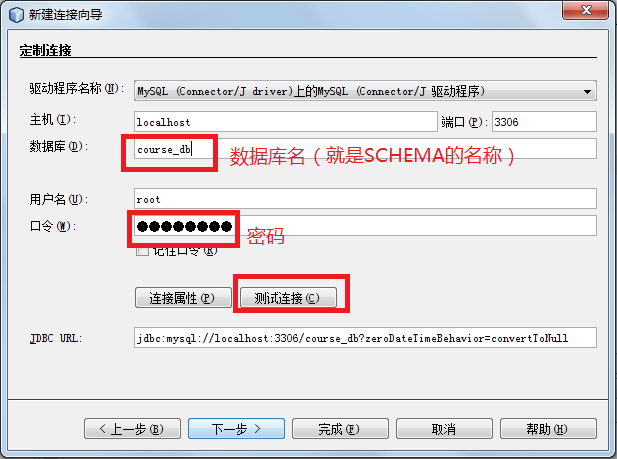 新建连接向导
定制连接
驱动程序名称(N): MySQL (Connector/J driver)上的MySQL (Connector/J 驱动程序)
主机(T): localhost 端口(P): 3306
数据库(D): course_db 数据库名（就是SCHEMA的名称）
用户名(U): root
口令(W): ●●●●●●●● 密码
记住口令(R)
连接属性(P) 测试连接(C)
JDBC URL: jdbc:mysql://localhost:3306/course_db?zeroDateTimeBehavior=convertToNull
< 上一步(B) 下一步 > 完成(F) 取消 帮助(H)